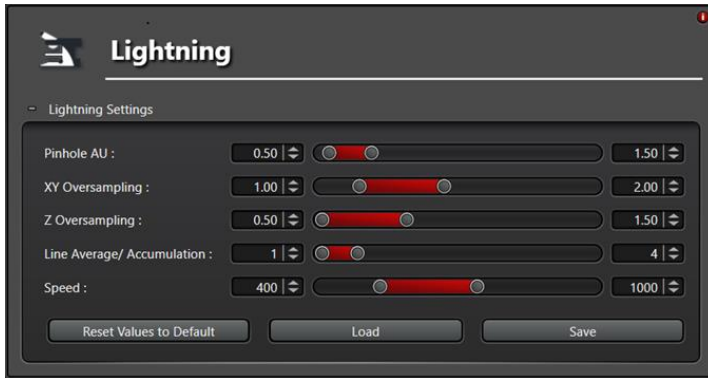 Lightning
Lightning Settings
Pinhole AU : 0.50 1.50
XY Oversampling : 1.00 2.00
Z Oversampling : 0.50 1.50
Line Average/ Accumulation : 1 4
Speed : 400 1000
Reset Values to Default Load Save